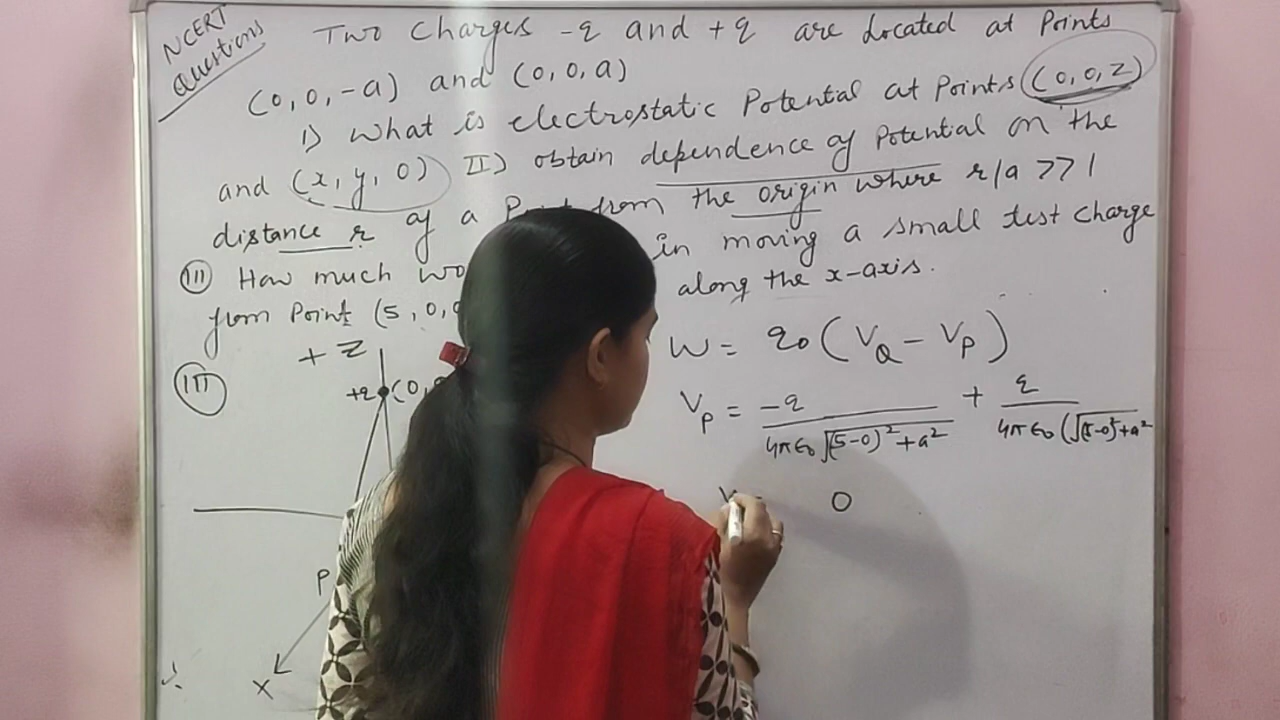 NCERT
Questions
Two Charges -q and +q are Located at Points
(0,0,-a) and (0,0,a)
I) What is electrostatic Potential at Points (0,0,z)
and (x,y,0) II) obtain dependence of Potential on the
distance r of a from the origin where r/a >> 1
III How much in moving a small test charge
from Point (5,0,0 along the x-axis.
III
+Z
+q (0,
P
X
W = q0 (VQ - VP)
VP = -q / 4πε0 √(5-0)² + a² + q / 4πε0 (√(5-0)² + a²
0